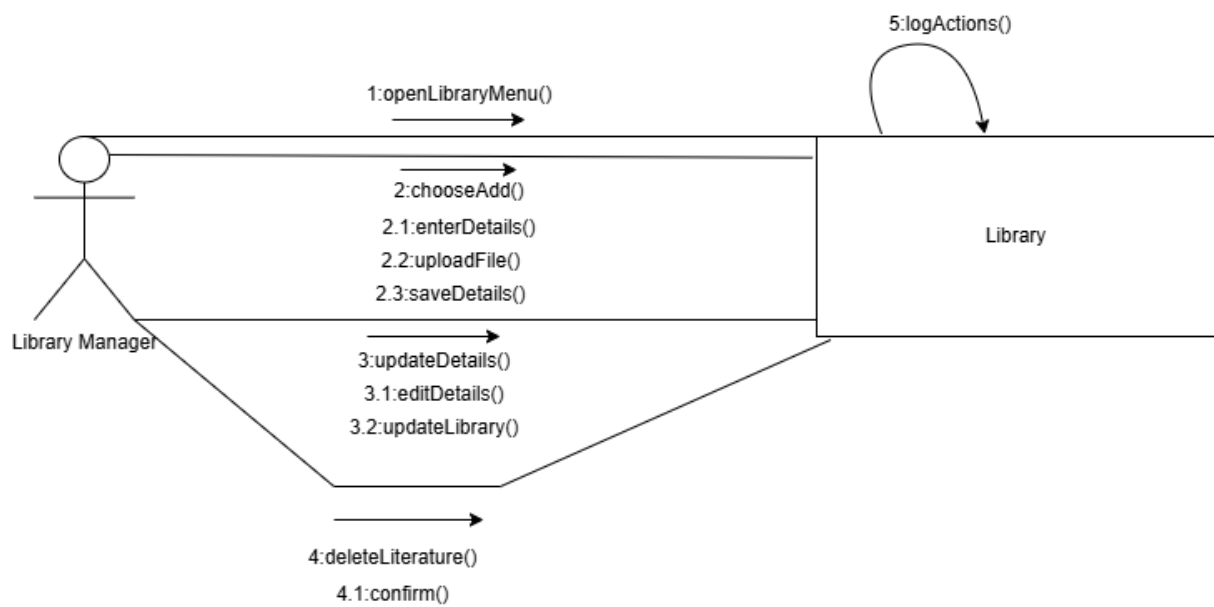 5:logActions()
1:openLibraryMenu()
2:chooseAdd()
2.1:enterDetails()
Library
2.2:uploadFile()
2.3:saveDetails()
Library Manager
3:updateDetails()
3.1:editDetails()
3.2:updateLibrary()
4:deleteLiterature()
4.1:confirm()